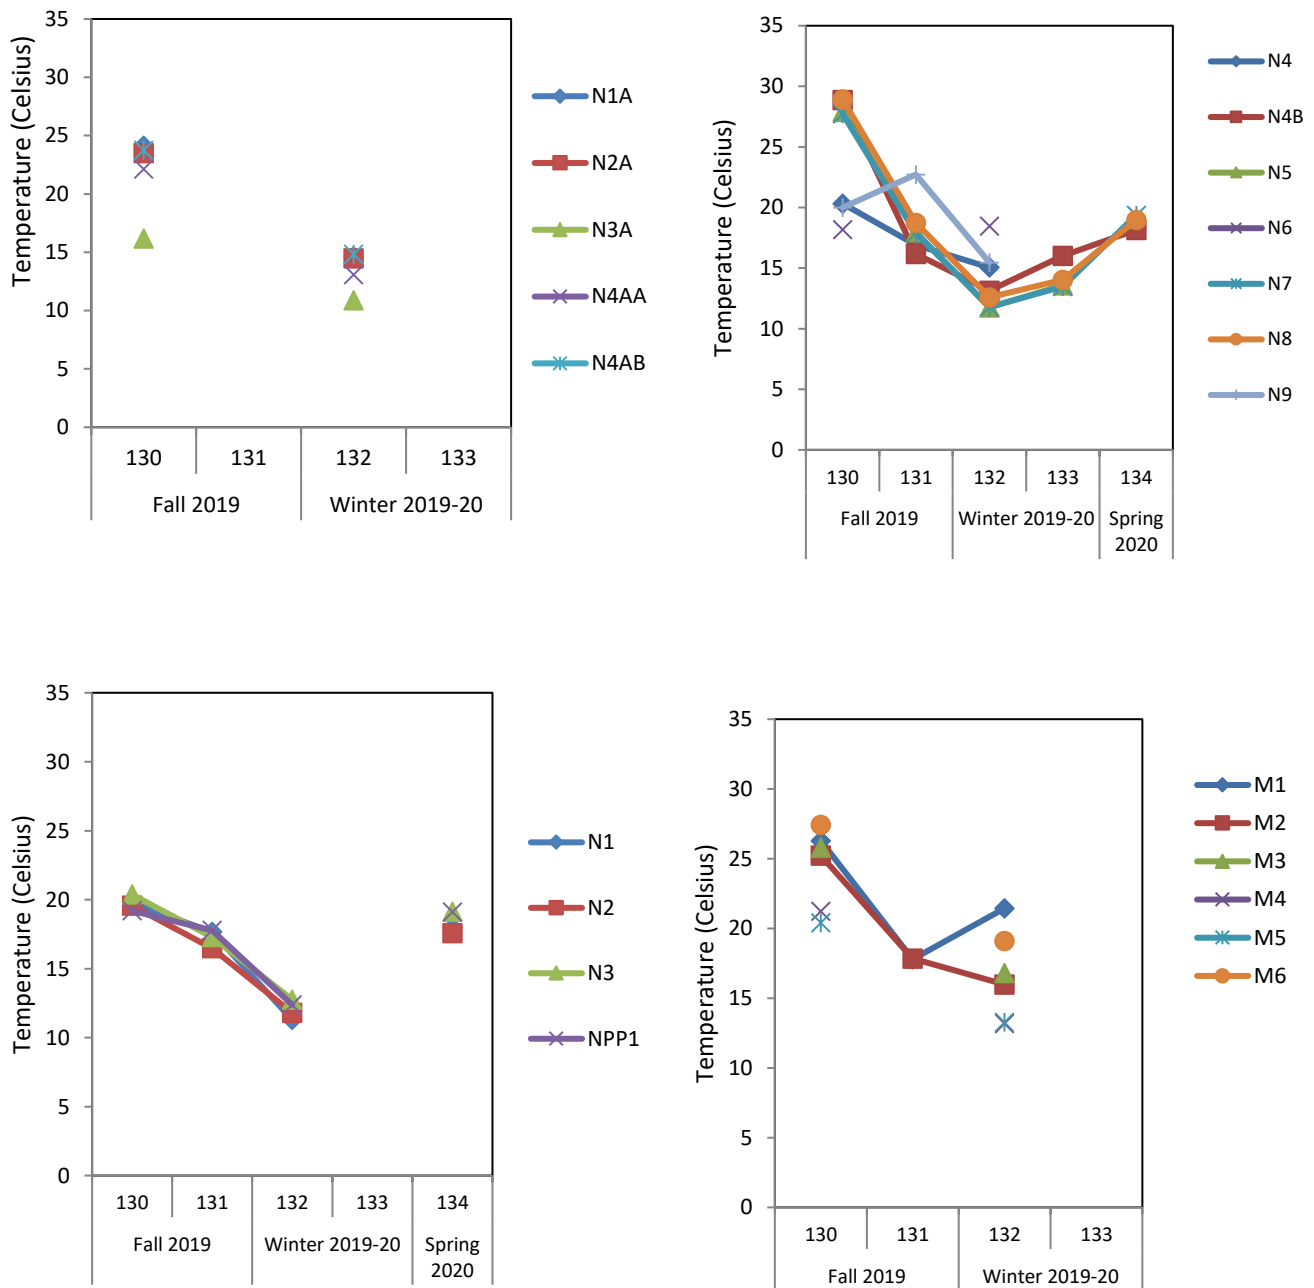 35
30
25
20
15
10
5
0
Temperature (Celsius)
130 131 132 133
Fall 2019 Winter 2019-20
N1A
N2A
N3A
N4AA
N4AB
35
30
25
20
15
10
5
0
Temperature (Celsius)
130 131 132 133 134
Fall 2019 Winter 2019-20 Spring
2020
N4
N4B
N5
N6
N7
N8
N9
35
30
25
20
15
10
5
0
Temperature (Celsius)
130 131 132 133 134
Fall 2019 Winter 2019-20 Spring
2020
N1
N2
N3
NPP1
35
30
25
20
15
10
5
0
Temperature (Celsius)
130 131 132 133
Fall 2019 Winter 2019-20
M1
M2
M3
M4
M5
M6